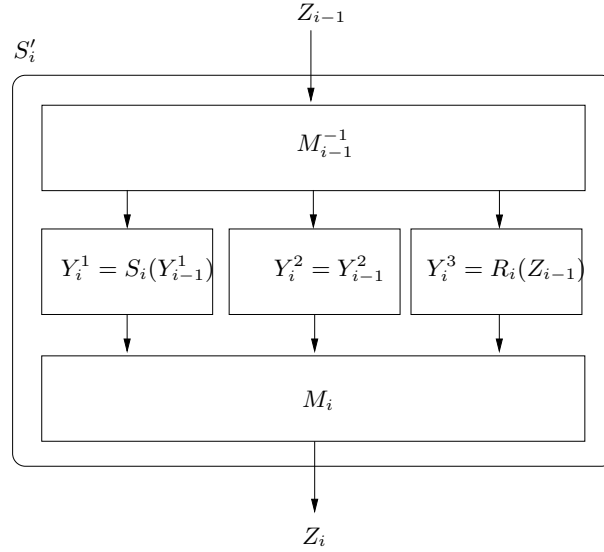 $Z_{i-1}$
$S'_i$
$M_{i-1}^{-1}$
$Y_i^1 = S_i(Y_{i-1}^1)$ $Y_i^2 = Y_{i-1}^2$ $Y_i^3 = R_i(Z_{i-1})$
$M_i$
$Z_i$